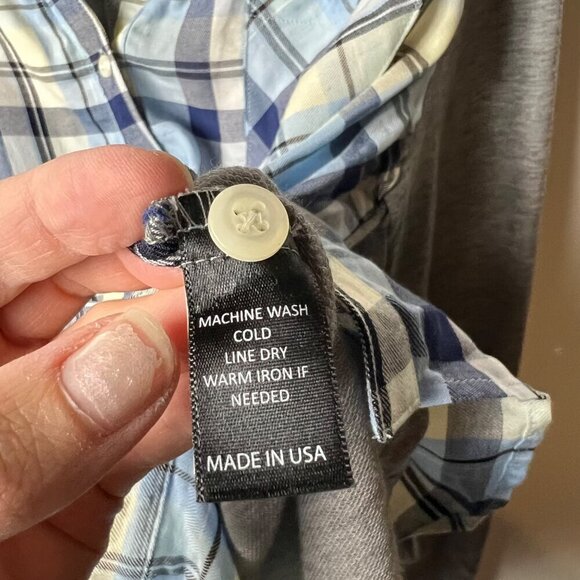 MACHINE WASH
COLD
LINE DRY
WARM IRON IF
NEEDED
MADE IN USA